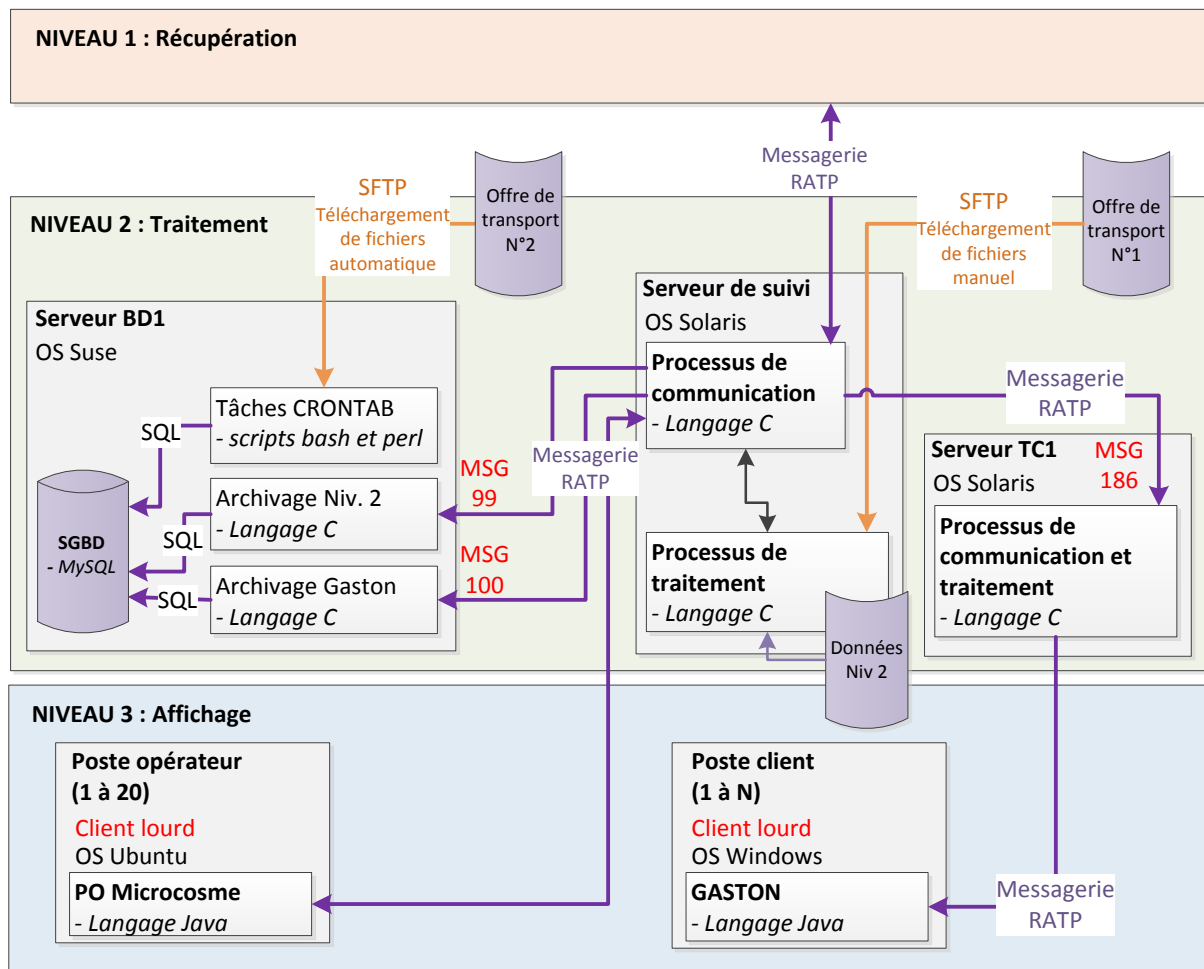 NIVEAU 1 : Récupération
Messagerie
RATP
SFTP
Téléchargement
de fichiers
automatique
Offre de
transport
N°2
SFTP
Téléchargement
de fichiers
manuel
Offre de
transport
N°1
NIVEAU 2 : Traitement
Serveur BD1
OS Suse
Tâches CRONTAB
- scripts bash et perl
SQL
Archivage Niv. 2
- Langage C
SQL
Archivage Gaston
- Langage C
SQL
SGBD
- MySQL
MSG
99
MSG
100
Messagerie
RATP
Serveur de suivi
OS Solaris
Processus de
communication
- Langage C
Processus de
traitement
- Langage C
Données
Niv 2
Messagerie
RATP
Serveur TC1
OS Solaris
MSG
186
Processus de
communication et
traitement
- Langage C
NIVEAU 3 : Affichage
Poste opérateur
(1 à 20)
Client lourd
OS Ubuntu
PO Microcosme
- Langage Java
Poste client
(1 à N)
Client lourd
OS Windows
GASTON
- Langage Java
Messagerie
RATP